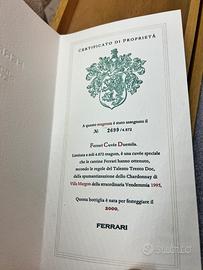 CERTIFICATO DI PROPRIETÀ
A questo magnum è stato assegnato il
N. 2699/4.872
Ferrari Cuvée Duemila.
Limitata a soli 4.872 magnum, è una cuvée speciale
che le cantine Ferrari hanno ottenuto,
secondo le regole del Talento Trento Doc,
dalla spumantizzazione dello Chardonnay di
Villa Margon della straordinaria Vendemmia 1995.
Questa bottiglia è nata per festeggiare il
2000.
FERRARI
subito